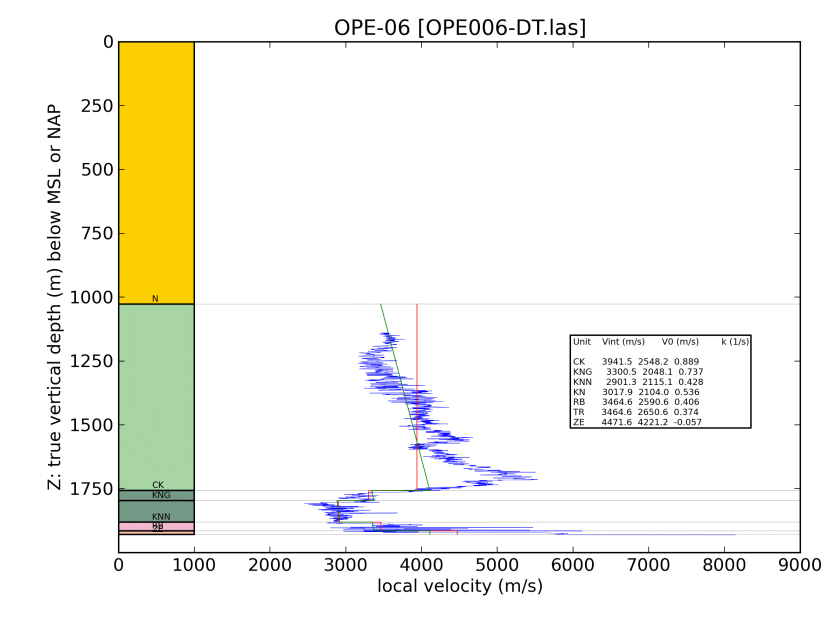 OPE-06 [OPE006-DT.las]
0
250
500
750
1000
1250
1500
1750
Z: true vertical depth (m) below MSL or NAP
N
CK
KNG
KNN
RB
ZE
Unit Vint (m/s) V0 (m/s) k (1/s)
CK 3941.5 2548.2 0.889
KNG 3300.5 2048.1 0.737
KNN 2901.3 2115.1 0.428
KN 3017.9 2104.0 0.536
RB 3464.6 2590.6 0.406
TR 3464.6 2650.6 0.374
ZE 4471.6 4221.2 -0.057
0 1000 2000 3000 4000 5000 6000 7000 8000 9000
local velocity (m/s)